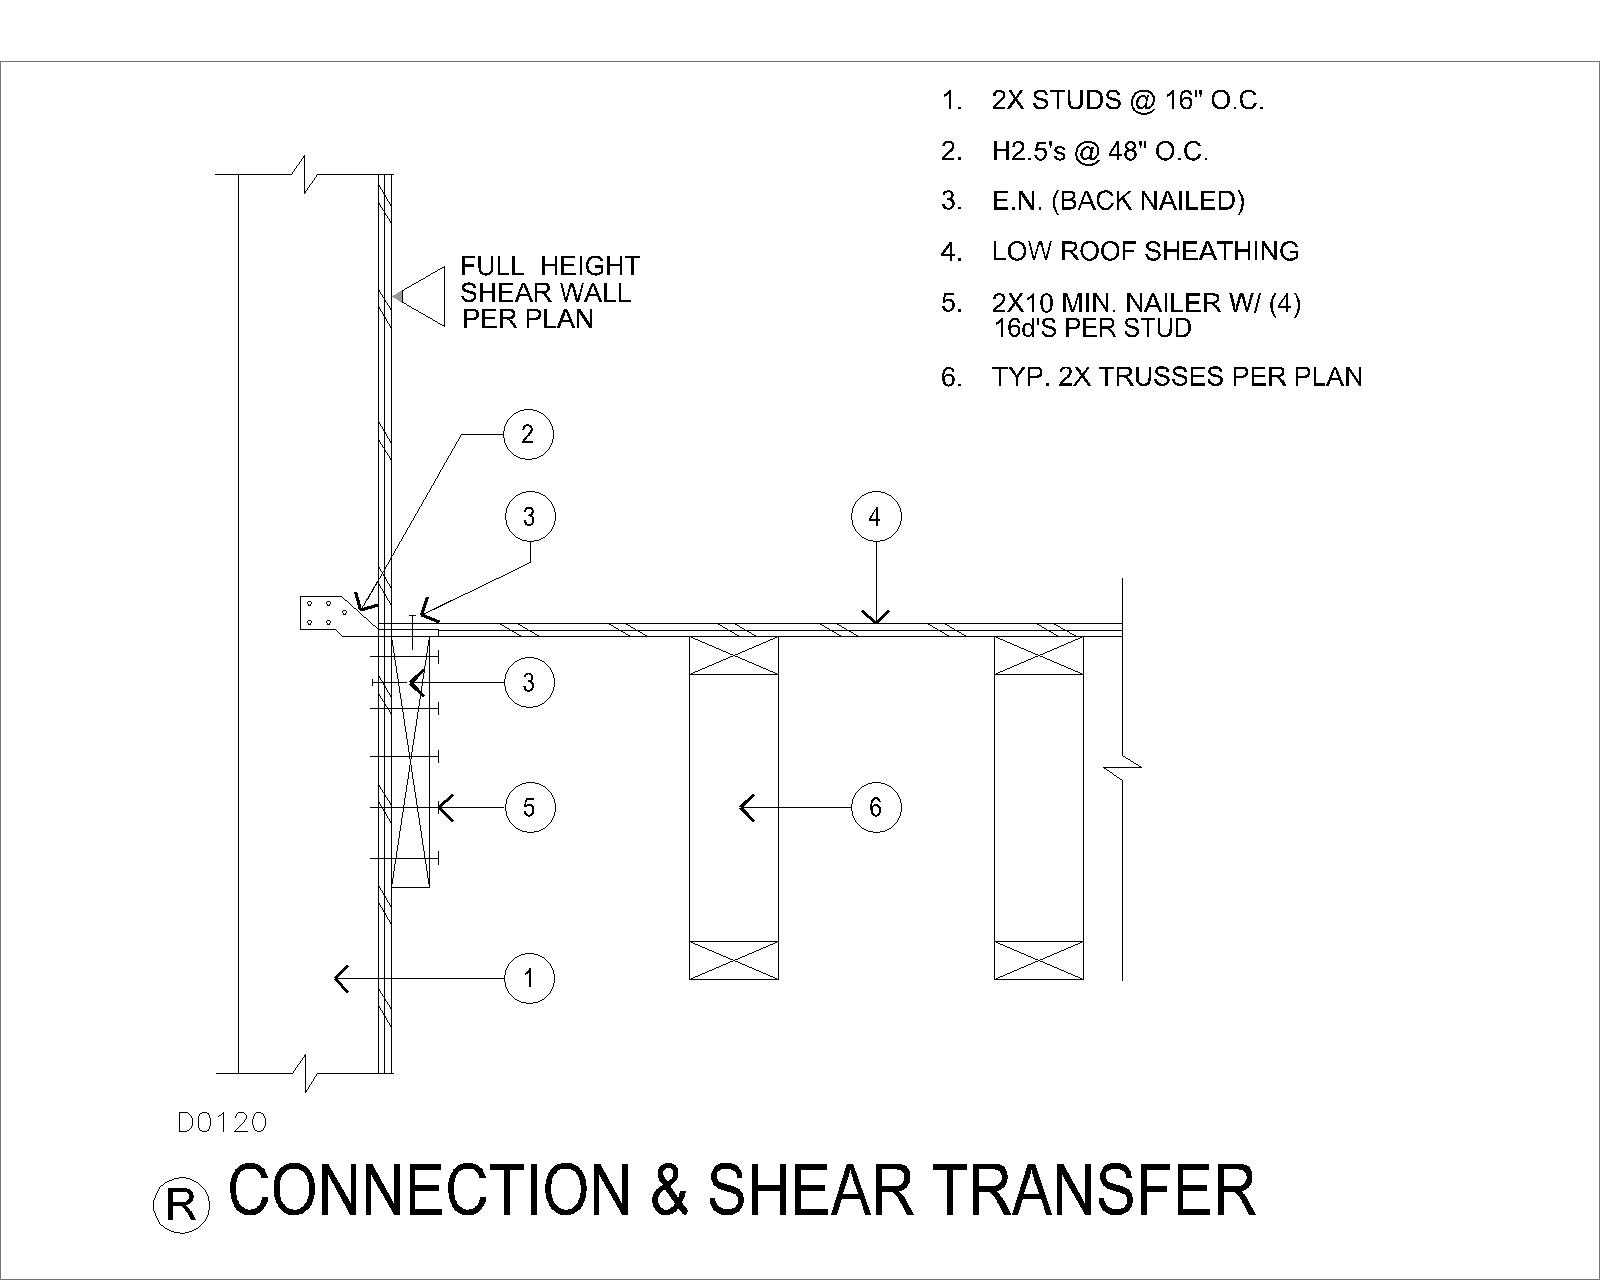 1. 2X STUDS @ 16" O.C.
2. H2.5's @ 48" O.C.
3. E.N. (BACK NAILED)
4. LOW ROOF SHEATHING
5. 2X10 MIN. NAILER W/ (4)
16d'S PER STUD
6. TYP. 2X TRUSSES PER PLAN
FULL HEIGHT
SHEAR WALL
PER PLAN
2
3
4
3
5
6
1
D0120
R CONNECTION & SHEAR TRANSFER